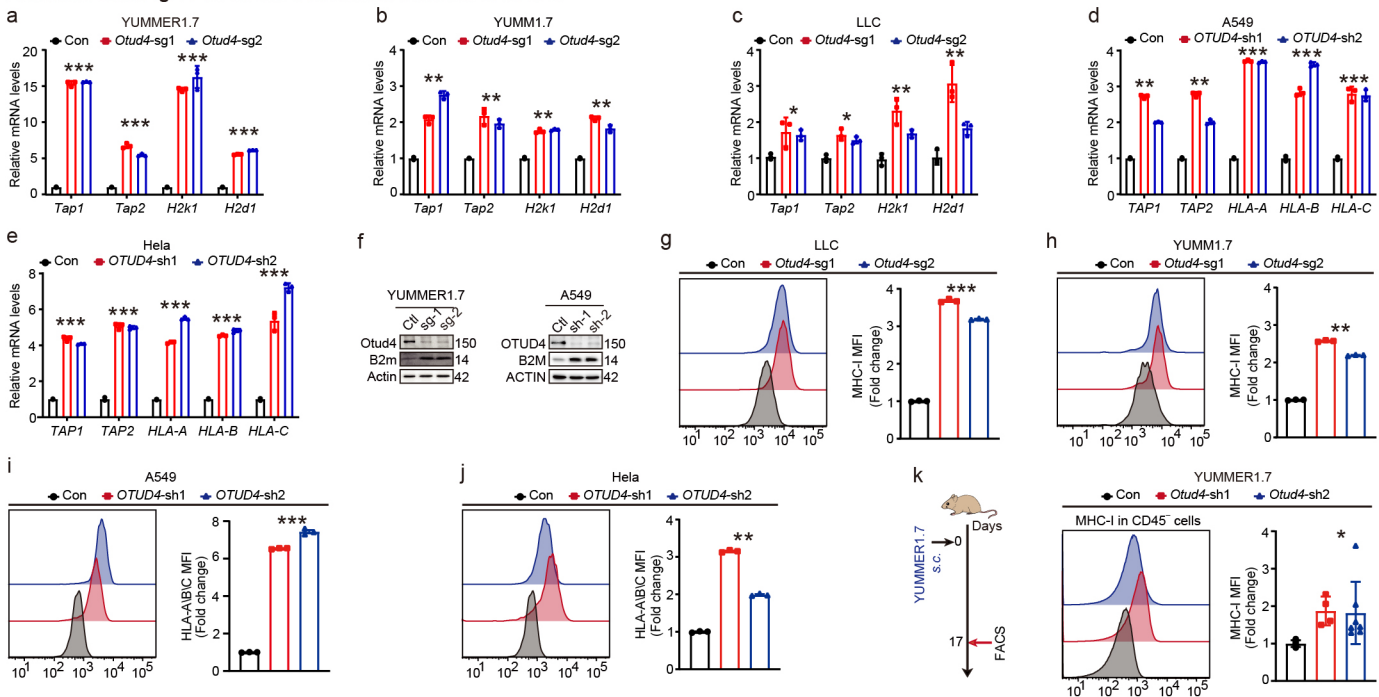 a
YUMMER1.7
Con Otud4-sg1 Otud4-sg2
Relative mRNA levels
20
15
10
5
0
*** *** *** ***
Tap1 Tap2 H2k1 H2d1
b
YUMM1.7
Con Otud4-sg1 Otud4-sg2
Relative mRNA levels
4
3
2
1
0
** ** ** **
Tap1 Tap2 H2k1 H2d1
c
LLC
Con Otud4-sg1 Otud4-sg2
Relative mRNA levels
4
3
2
1
0
* * ** **
Tap1 Tap2 H2k1 H2d1
d
A549
Con OTUD4-sh1 OTUD4-sh2
Relative mRNA levels
4
3
2
1
0
** ** *** ** ***
TAP1 TAP2 HLA-A HLA-B HLA-C
e
Hela
Con OTUD4-sh1 OTUD4-sh2
Relative mRNA levels
8
6
4
2
0
*** *** *** *** ***
TAP1 TAP2 HLA-A HLA-B HLA-C
f
YUMMER1.7
Ctl sg-1 sg-2
Otud4 150
B2m 14
Actin 42
A549
Ctl sh-1 sh-2
OTUD4 150
B2M 14
ACTIN 42
g
LLC
Con Otud4-sg1 Otud4-sg2
10¹ 10² 10³ 10⁴ 10⁵
MHC-I MFI
(Fold change)
4
3
2
1
0
***
h
YUMM1.7
Con Otud4-sg1 Otud4-sg2
10¹ 10² 10³ 10⁴ 10⁵
MHC-I MFI
(Fold change)
4
3
2
1
0
**
i
A549
Con OTUD4-sh1 OTUD4-sh2
10¹ 10² 10³ 10⁴ 10⁵
HLA-A\B\C MFI
(Fold change)
8
6
4
2
0
***
j
Hela
Con OTUD4-sh1 OTUD4-sh2
10¹ 10² 10³ 10⁴ 10⁵
HLA-A\B\C MFI
(Fold change)
4
3
2
1
0
**
k
YUMMER1.7
s.c.
Days
0
17
FACS
YUMMER1.7
Con Otud4-sh1 Otud4-sh2
MHC-I in CD45⁻ cells
10¹ 10² 10³ 10⁴ 10⁵
MHC-I MFI
(Fold change)
4
3
2
1
0
*